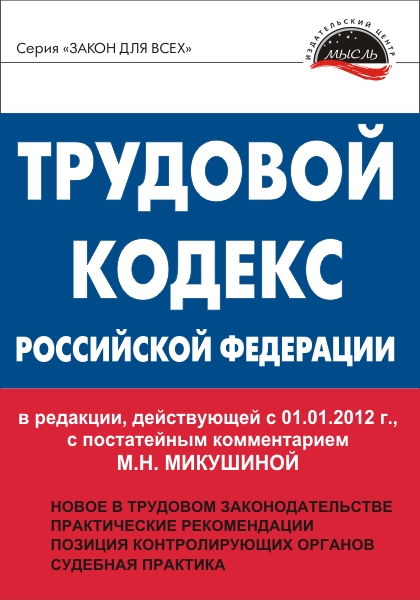 Серия «ЗАКОН ДЛЯ ВСЕХ»
ИЗДАТЕЛЬСКИЙ ЦЕНТР
МЫСЛЬ
ТРУДОВОЙ
КОДЕКС
РОССИЙСКОЙ ФЕДЕРАЦИИ
в редакции, действующей с 01.01.2012 г.,
с постатейным комментарием
М.Н. МИКУШИНОЙ
НОВОЕ В ТРУДОВОМ ЗАКОНОДАТЕЛЬСТВЕ
ПРАКТИЧЕСКИЕ РЕКОМЕНДАЦИИ
ПОЗИЦИЯ КОНТРОЛИРУЮЩИХ ОРГАНОВ
СУДЕБНАЯ ПРАКТИКА